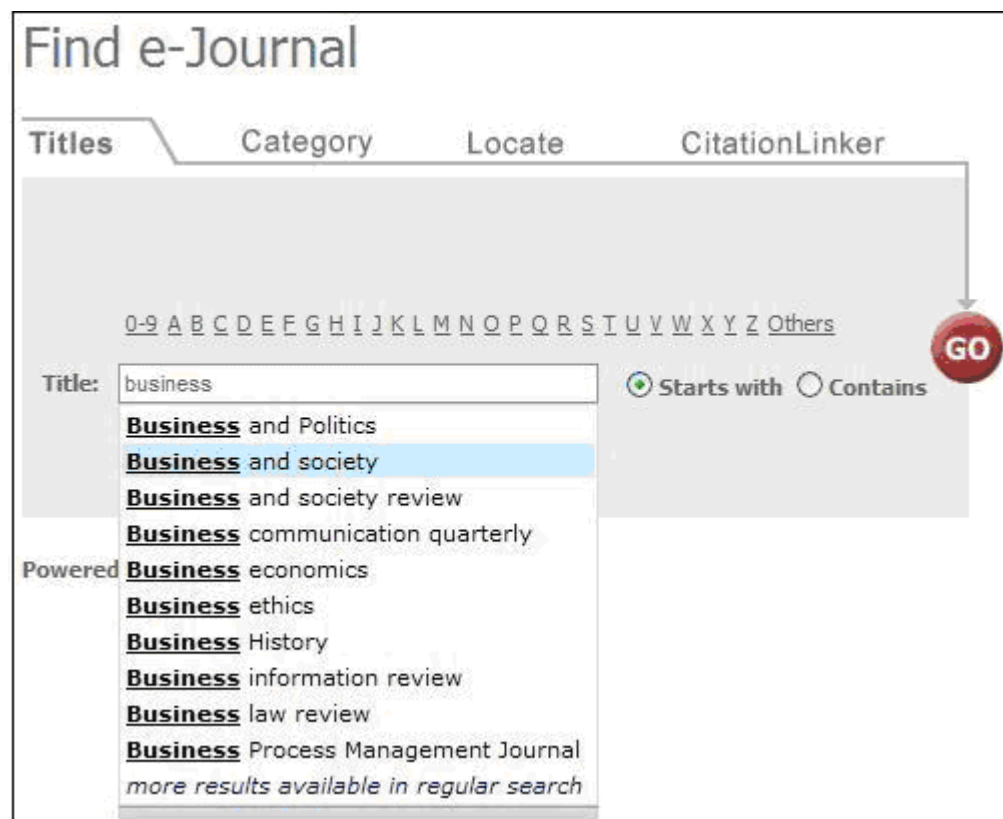 Find e-Journal
Titles Category Locate CitationLinker
0-9 A B C D E F G H I J K L M N O P Q R S T U V W X Y Z Others
GO
Title: business Starts with Contains
Business and Politics
Business and society
Business and society review
Business communication quarterly
Powered Business economics
Business ethics
Business History
Business information review
Business law review
Business Process Management Journal
more results available in regular search